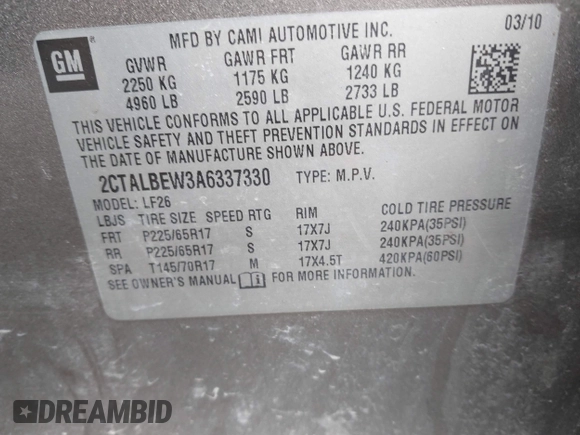 GM
MFD BY CAMI AUTOMOTIVE INC. 03/10
GVWR GAWR FRT GAWR RR
2250 KG 1175 KG 1240 KG
4960 LB 2590 LB 2733 LB
THIS VEHICLE CONFORMS TO ALL APPLICABLE U.S. FEDERAL MOTOR
VEHICLE SAFETY AND THEFT PREVENTION STANDARDS IN EFFECT ON
THE DATE OF MANUFACTURE SHOWN ABOVE.
2CTALBEW3A6337330 TYPE: M.P.V.
MODEL: LF26
LBJS TIRE SIZE SPEED RTG RIM COLD TIRE PRESSURE
FRT P225/65R17 S 17X7J 240KPA(35PSI)
RR P225/65R17 S 17X7J 240KPA(35PSI)
SPA T145/70R17 M 17X4.5T 420KPA(60PSI)
SEE OWNER'S MANUAL FOR MORE INFORMATION.
DREAMBID